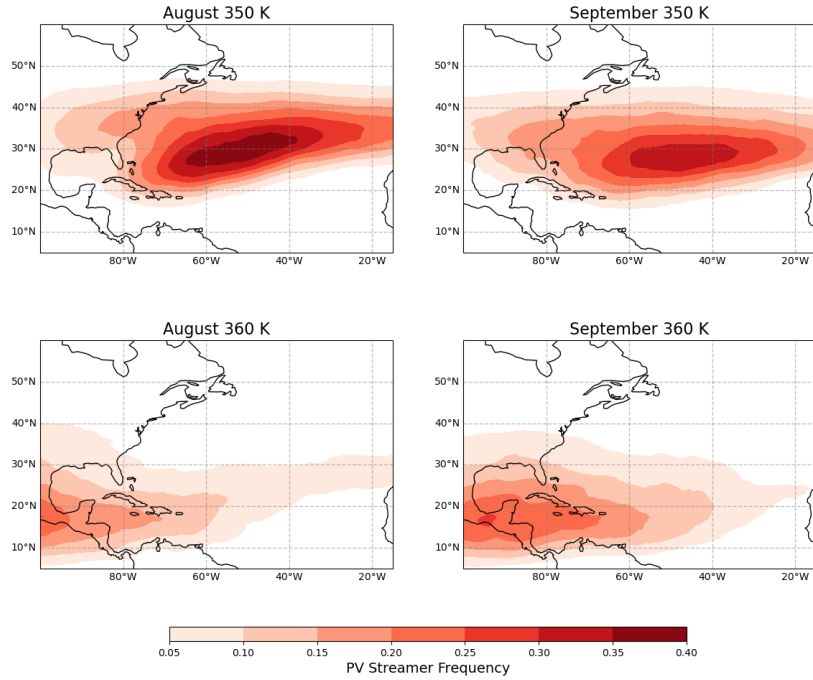 August 350 K
September 350 K
50°N
40°N
30°N
20°N
10°N
80°W
60°W
40°W
20°W
50°N
40°N
30°N
20°N
10°N
80°W
60°W
40°W
20°W
August 360 K
September 360 K
50°N
40°N
30°N
20°N
10°N
80°W
60°W
40°W
20°W
50°N
40°N
30°N
20°N
10°N
80°W
60°W
40°W
20°W
0.05 0.10 0.15 0.20 0.25 0.30 0.35 0.40
PV Streamer Frequency